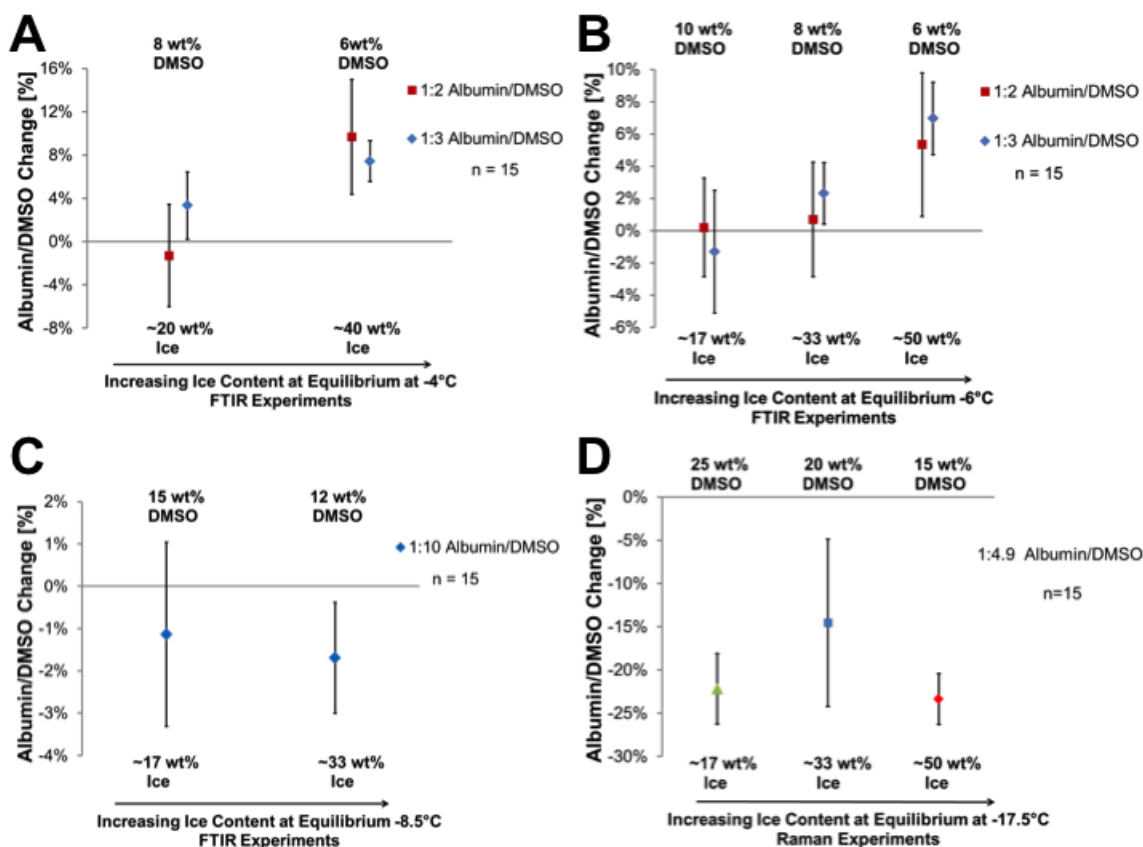 A
8 wt%
DMSO
6wt%
DMSO
Albumin/DMSO Change [%]
16%
12%
8%
4%
0%
-4%
-8%
1:2 Albumin/DMSO
1:3 Albumin/DMSO
n = 15
~20 wt%
Ice
~40 wt%
Ice
Increasing Ice Content at Equilibrium at -4°C
FTIR Experiments
B
10 wt%
DMSO
8 wt%
DMSO
6 wt%
DMSO
Albumin/DMSO Change [%]
10%
8%
6%
4%
2%
0%
-2%
-4%
-6%
1:2 Albumin/DMSO
1:3 Albumin/DMSO
n = 15
~17 wt%
Ice
~33 wt%
Ice
~50 wt%
Ice
Increasing Ice Content at Equilibrium -6°C
FTIR Experiments
C
15 wt%
DMSO
12 wt%
DMSO
Albumin/DMSO Change [%]
2%
1%
0%
-1%
-2%
-3%
-4%
1:10 Albumin/DMSO
n = 15
~17 wt%
Ice
~33 wt%
Ice
Increasing Ice Content at Equilibrium -8.5°C
FTIR Experiments
D
25 wt%
DMSO
20 wt%
DMSO
15 wt%
DMSO
Albumin/DMSO Change [%]
0%
-5%
-10%
-15%
-20%
-25%
-30%
1:4.9 Albumin/DMSO
n=15
~17 wt%
Ice
~33 wt%
Ice
~50 wt%
Ice
Increasing Ice Content at Equilibrium at -17.5°C
Raman Experiments